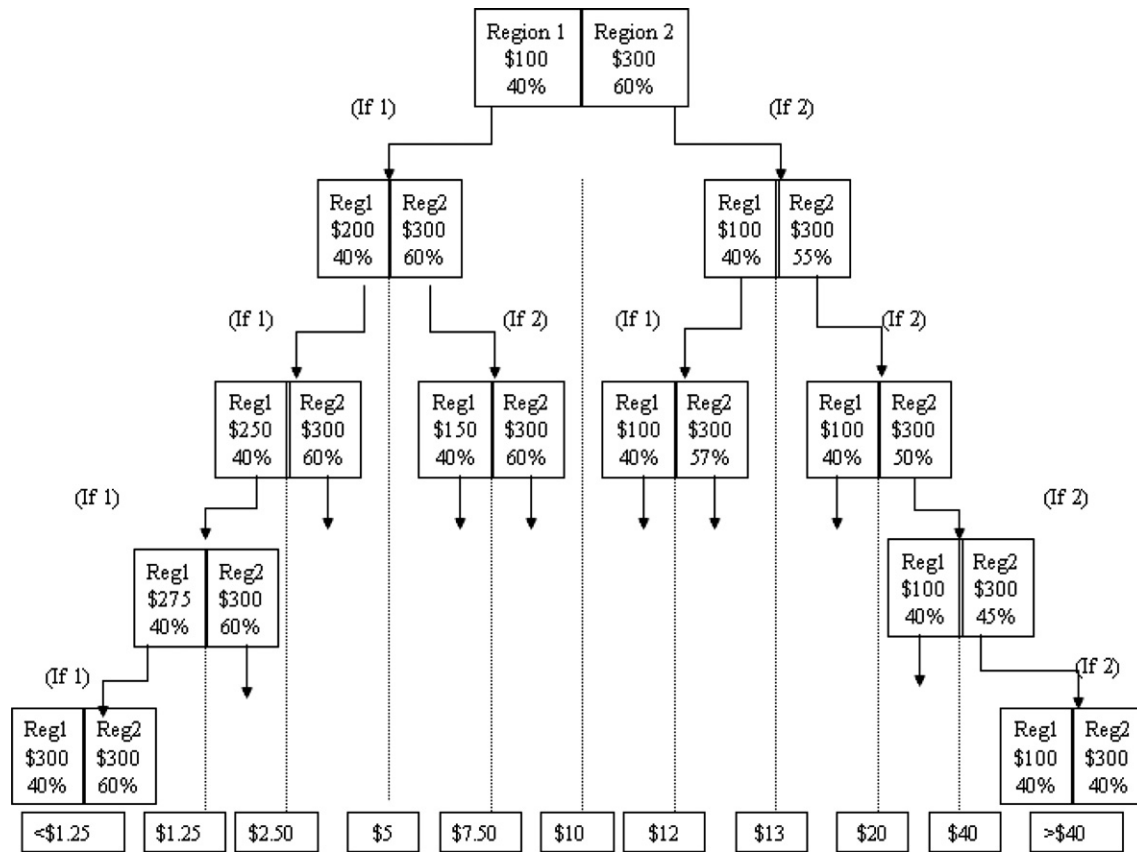 Region 1
$100
40%
Region 2
$300
60%
(If 1)
(If 2)
Reg1
$200
40%
Reg2
$300
60%
Reg1
$100
40%
Reg2
$300
55%
(If 1)
(If 2)
(If 1)
(If 2)
Reg1
$250
40%
Reg2
$300
60%
Reg1
$150
40%
Reg2
$300
60%
Reg1
$100
40%
Reg2
$300
57%
Reg1
$100
40%
Reg2
$300
50%
(If 1)
(If 2)
Reg1
$275
40%
Reg2
$300
60%
Reg1
$100
40%
Reg2
$300
45%
(If 1)
(If 2)
Reg1
$300
40%
Reg2
$300
60%
Reg1
$100
40%
Reg2
$300
40%
<$1.25
$1.25
$2.50
$5
$7.50
$10
$12
$13
$20
$40
>$40